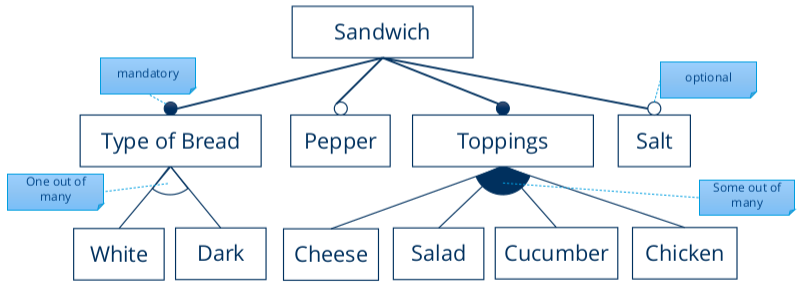 Sandwich
mandatory
optional
Type of Bread
Pepper
Toppings
Salt
One out of
many
Some out of
many
White
Dark
Cheese
Salad
Cucumber
Chicken